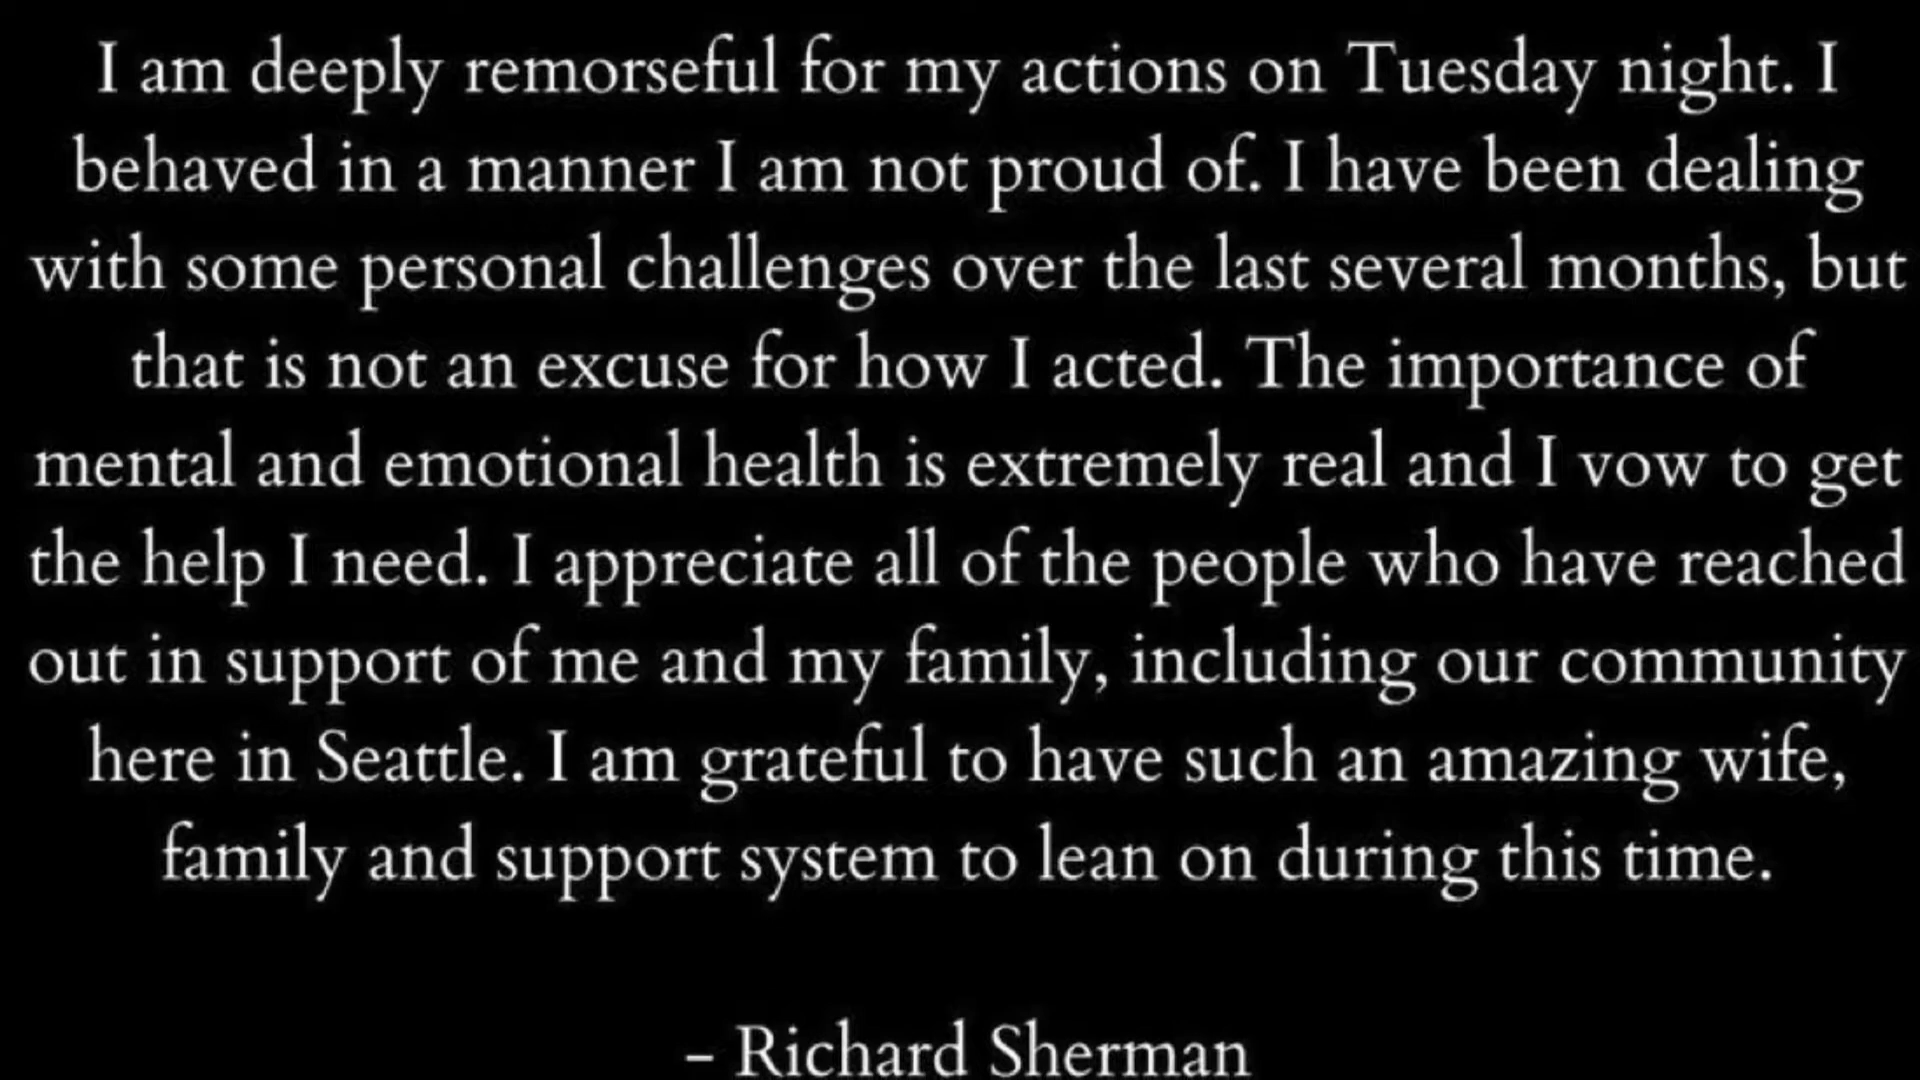 I am deeply remorseful for my actions on Tuesday night. I
behaved in a manner I am not proud of. I have been dealing
with some personal challenges over the last several months, but
that is not an excuse for how I acted. The importance of
mental and emotional health is extremely real and I vow to get
the help I need. I appreciate all of the people who have reached
out in support of me and my family, including our community
here in Seattle. I am grateful to have such an amazing wife,
family and support system to lean on during this time.
- Richard Sherman